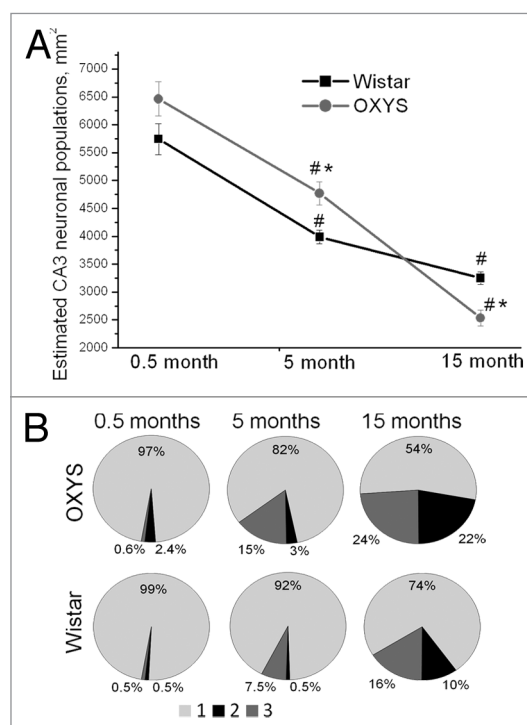 A
Estimated CA3 neuronal populations, mm²
7000
6500
6000
5500
5000
4500
4000
3500
3000
2500
2000
Wistar
OXYS
#*
#
#
#*
0.5 month
5 month
15 month
B
0.5 months 5 months 15 months
OXYS
97% 82% 54%
0.6% 2.4% 15% 3% 24% 22%
Wistar
99% 92% 74%
0.5% 0.5% 7.5% 0.5% 16% 10%
1 2 3